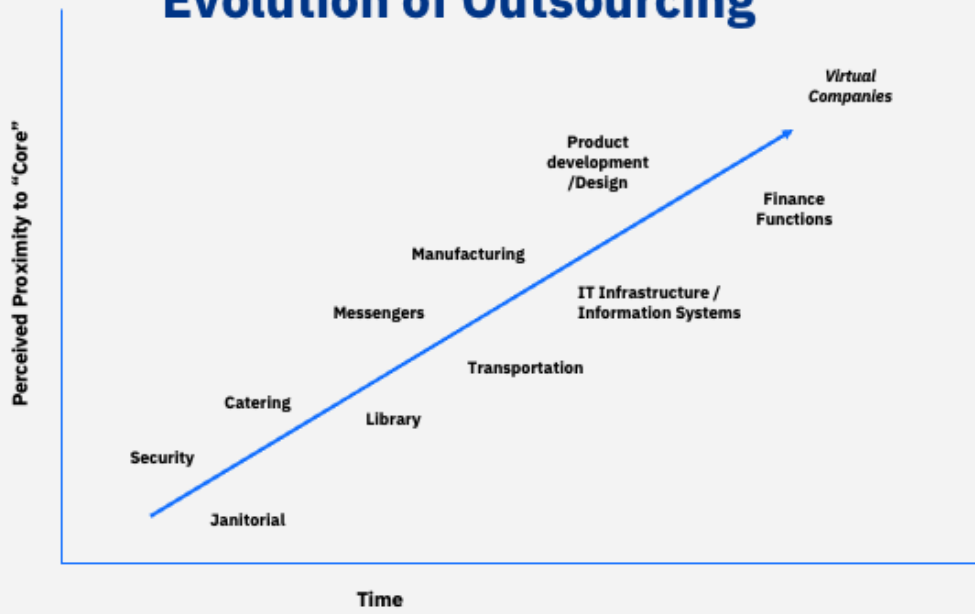 Evolution of Outsourcing
Virtual
Companies
Product
development
/Design
Finance
Functions
Manufacturing
IT Infrastructure /
Information Systems
Messengers
Transportation
Catering
Library
Security
Janitorial
Perceived Proximity to “Core”
Time